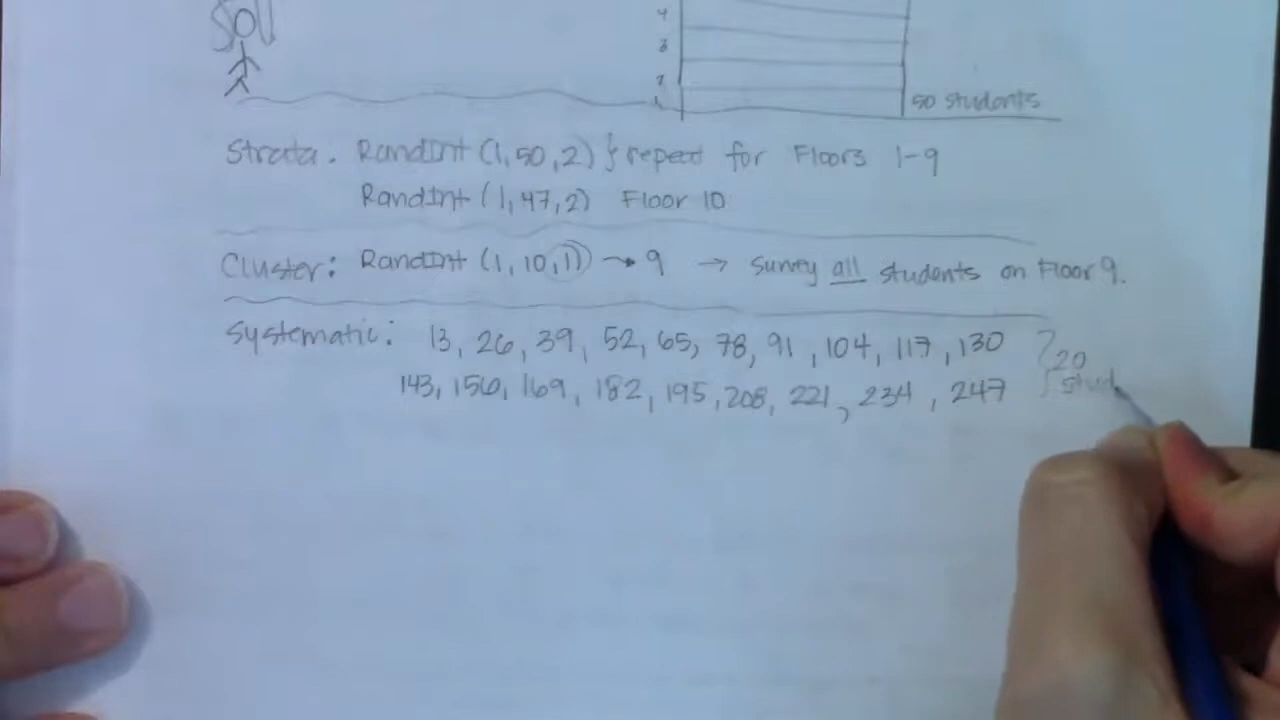 4
3
2
1
50 students
Strata. RandInt (1,50,2) } repeat for Floors 1-9
RandInt (1,47,2) Floor 10
Cluster: RandInt (1,10,1) → 9 → Survey all students on Floor 9.
Systematic: 13, 26, 39, 52, 65, 78, 91, 104, 117, 130
143, 156, 169, 182, 195, 208, 221, 234, 247
} 20
stud